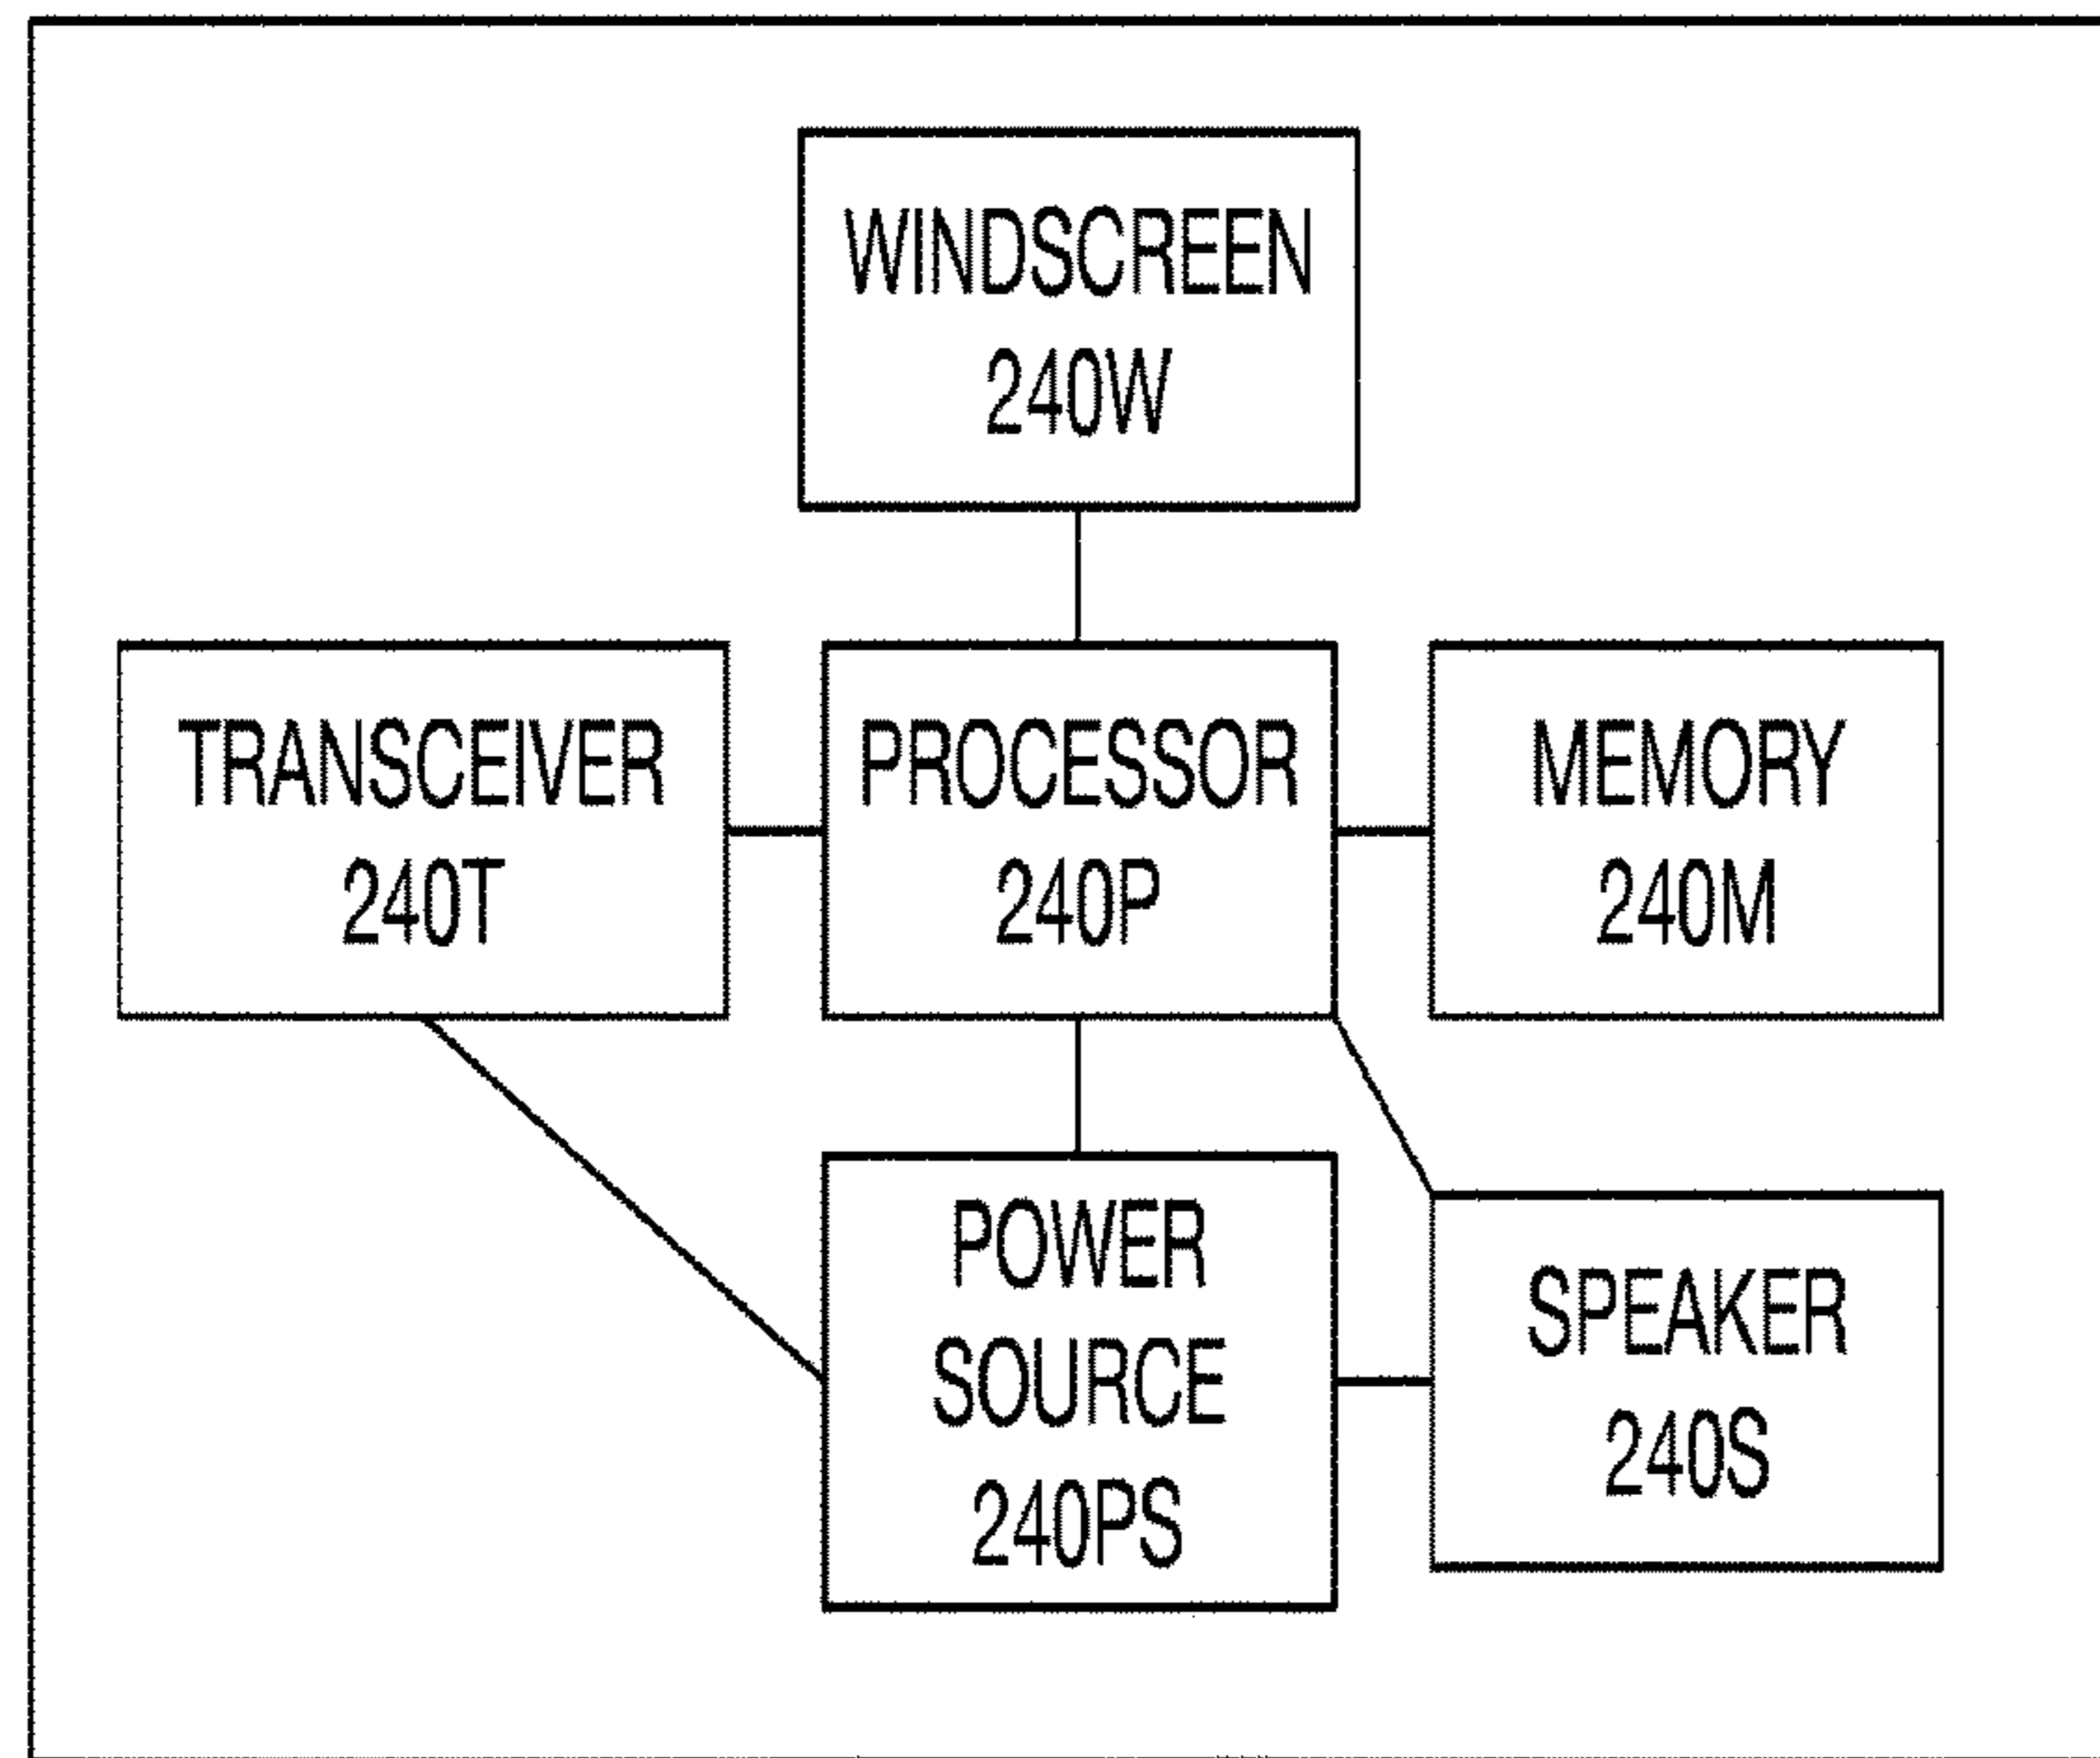 WINDSCREEN
240W
TRANSCEIVER
240T
PROCESSOR
240P
MEMORY
240M
POWER
SOURCE
240PS
SPEAKER
240S